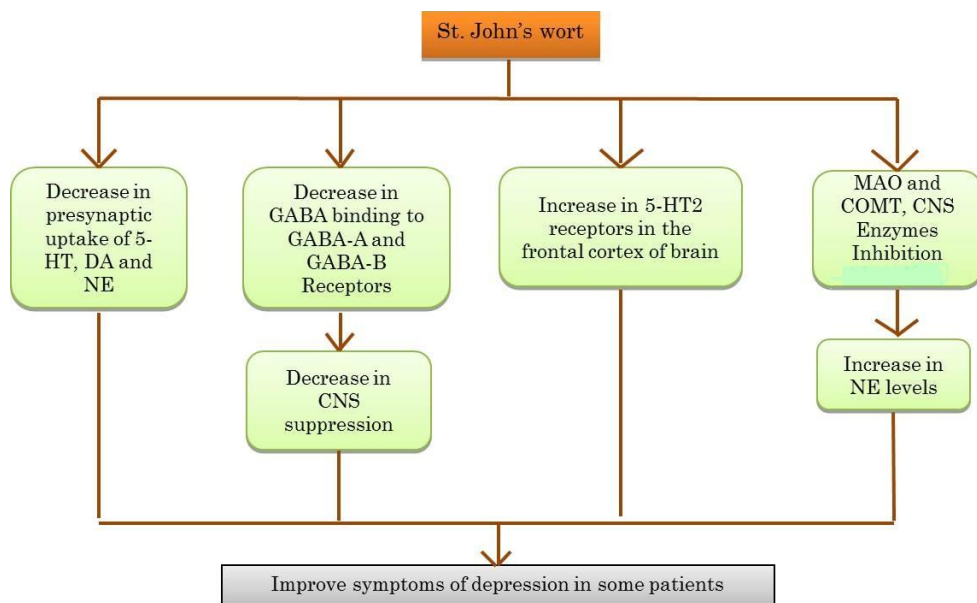 St. John's wort
Decrease in
presynaptic
uptake of 5-
HT, DA and
NE
Decrease in
GABA binding to
GABA-A and
GABA-B
Receptors
Increase in 5-HT2
receptors in the
frontal cortex of brain
MAO and
COMT, CNS
Enzymes
Inhibition
Decrease in
CNS
suppression
Increase in
NE levels
Improve symptoms of depression in some patients